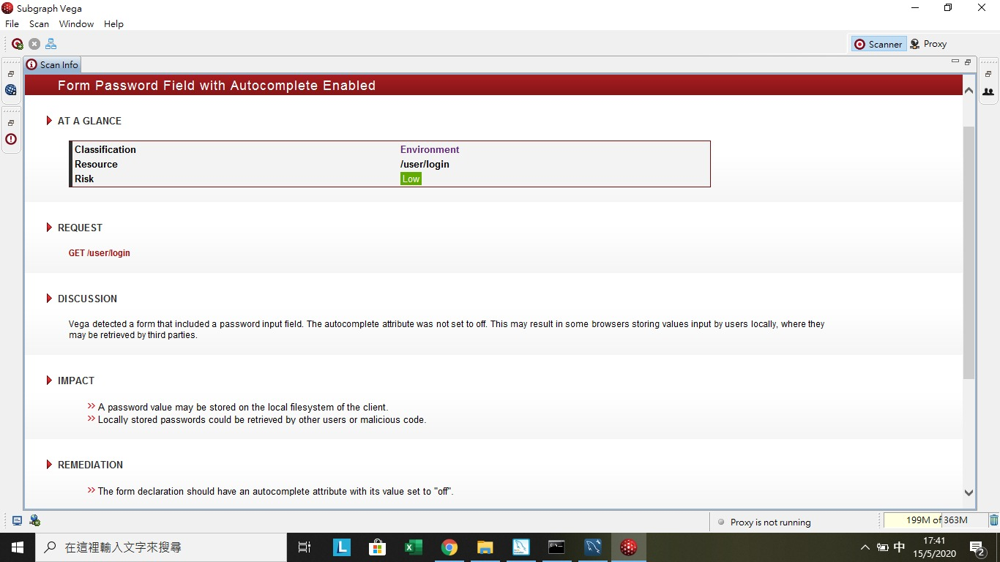 Subgraph Vega
File Scan Window Help
Scanner Proxy
Scan Info
Form Password Field with Autocomplete Enabled
AT A GLANCE
Classification Environment
Resource /user/login
Risk Low
REQUEST
GET /user/login
DISCUSSION
Vega detected a form that included a password input field. The autocomplete attribute was not set to off. This may result in some browsers storing values input by users locally, where they
may be retrieved by third parties.
IMPACT
A password value may be stored on the local filesystem of the client.
Locally stored passwords could be retrieved by other users or malicious code.
REMEDIATION
The form declaration should have an autocomplete attribute with its value set to "off".
Proxy is not running
199M of 363M
在這裡輸入文字來搜尋
L
中
17:41
15/5/2020
2